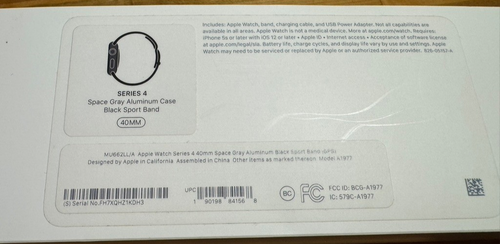 Includes: Apple Watch, band, charging cable, and USB Power Adapter. Not all capabilities are
available in all areas. Apple Watch is not a medical device. More at apple.com/watch. Requires:
iPhone 5s or later with iOS 12 or later • Apple ID • Internet access • Acceptance of software license
at apple.com/legal/sla. Battery life, charge cycles, and display life vary by use and settings. Apple
Watch may need to be serviced or replaced by Apple or an authorized service provider.
SERIES 4
Space Gray Aluminum Case
Black Sport Band
40MM
MU662LL/A Apple Watch Series 4 40mm Space Gray Aluminum Black Sport Band (GPS)
Designed by Apple in California. Assembled in China. Other items as marked thereon. Model A1977
(S) Serial No.
UPC
1 90198 84156 8
BC
FC
FCC ID: BCG-A1977
IC: 579C-A1977